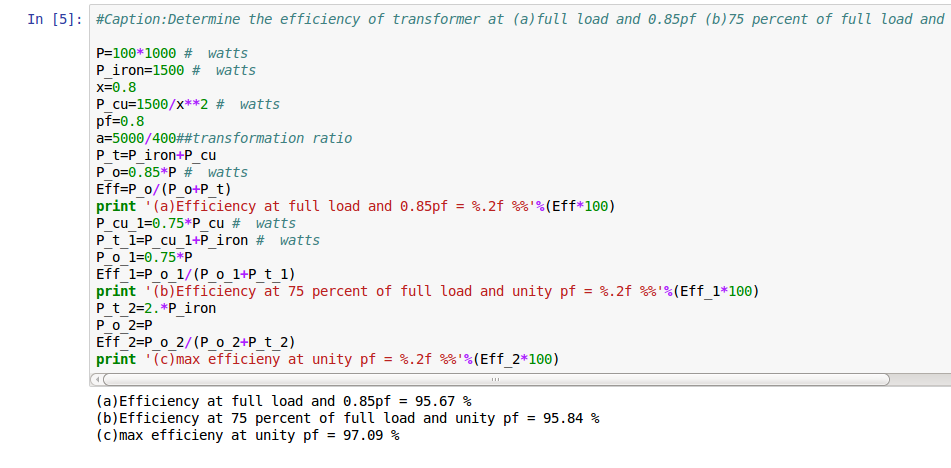 In [5]: #Caption:Determine the efficiency of transformer at (a)full load and 0.85pf (b)75 percent of full load and
P=100*1000 #  watts
P_iron=1500 #  watts
x=0.8
P_cu=1500/x**2 #  watts
pf=0.8
a=5000/400##transformation ratio
P_t=P_iron+P_cu
P_o=0.85*P #  watts
Eff=P_o/(P_o+P_t)
print '(a)Efficiency at full load and 0.85pf = %.2f %%'%(Eff*100)
P_cu_1=0.75*P_cu #  watts
P_t_1=P_cu_1+P_iron #  watts
P_o_1=0.75*P
Eff_1=P_o_1/(P_o_1+P_t_1)
print '(b)Efficiency at 75 percent of full load and unity pf = %.2f %%'%(Eff_1*100)
P_t_2=2.*P_iron
P_o_2=P
Eff_2=P_o_2/(P_o_2+P_t_2)
print '(c)max efficieny at unity pf = %.2f %%'%(Eff_2*100)
(a)Efficiency at full load and 0.85pf = 95.67 %
(b)Efficiency at 75 percent of full load and unity pf = 95.84 %
(c)max efficieny at unity pf = 97.09 %